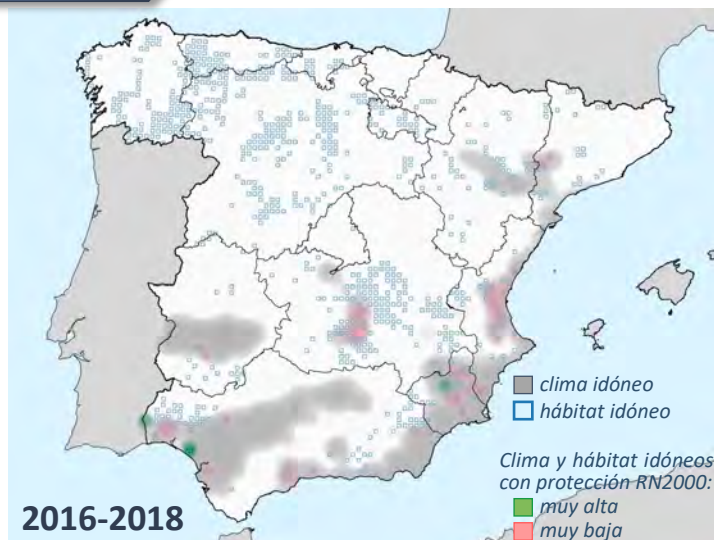 clima idóneo
hábitat idóneo
Clima y hábitat idóneos
con protección RN2000:
muy alta
muy baja
2016-2018